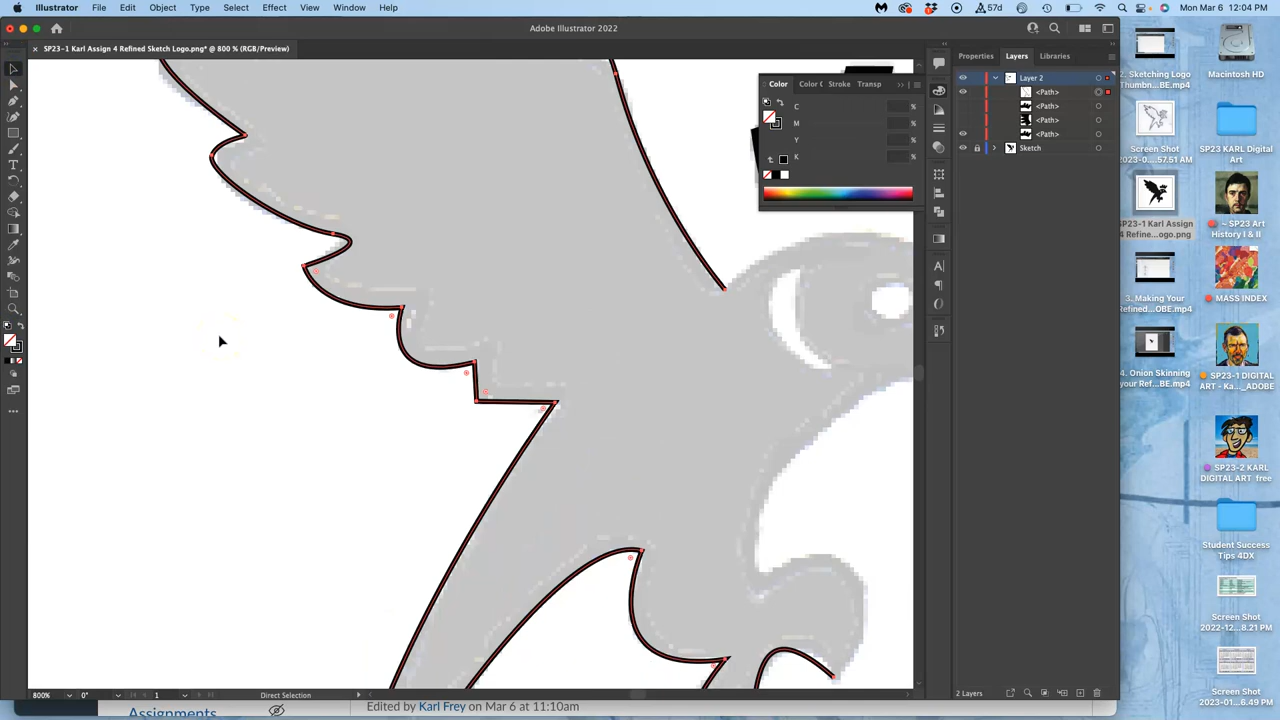 Illustrator File Edit Object Type Select Effect View Window Help
57d
Mon Mar 6 12:04 PM
Adobe Illustrator 2022
× SP23-1 Karl Assign 4 Refined Sketch Logo.png* @ 800 % (RGB/Preview)
Color Color G Stroke Transp
C %
M %
Y %
K %
Properties Layers Libraries
Layer 2
<Path>
<Path>
<Path>
<Path>
Sketch
2 Layers
800% 0° 1 Direct Selection
Assignments
Edited by Karl Frey on Mar 6 at 11:10am
2. Sketching Logo
Thumbn...BE.mp4
Macintosh HD
Screen Shot
2023-0...57.51 AM
SP23 KARL Digital
Art
SP23-1 Karl Assign
4 Refine...ogo.png
~ SP23 Art
History I & II
3. Making Your
Refined...OBE.mp4
MASS INDEX
4. Onion Skinning
your Ref...BE.mp4
SP23-1 DIGITAL
ART - Ka..._ADOBE
SP23-2 KARL
DIGITAL ART free
Student Success
Tips 4DX
Screen Shot
2022-12...8.21 PM
Screen Shot
2023-01...6.49 PM